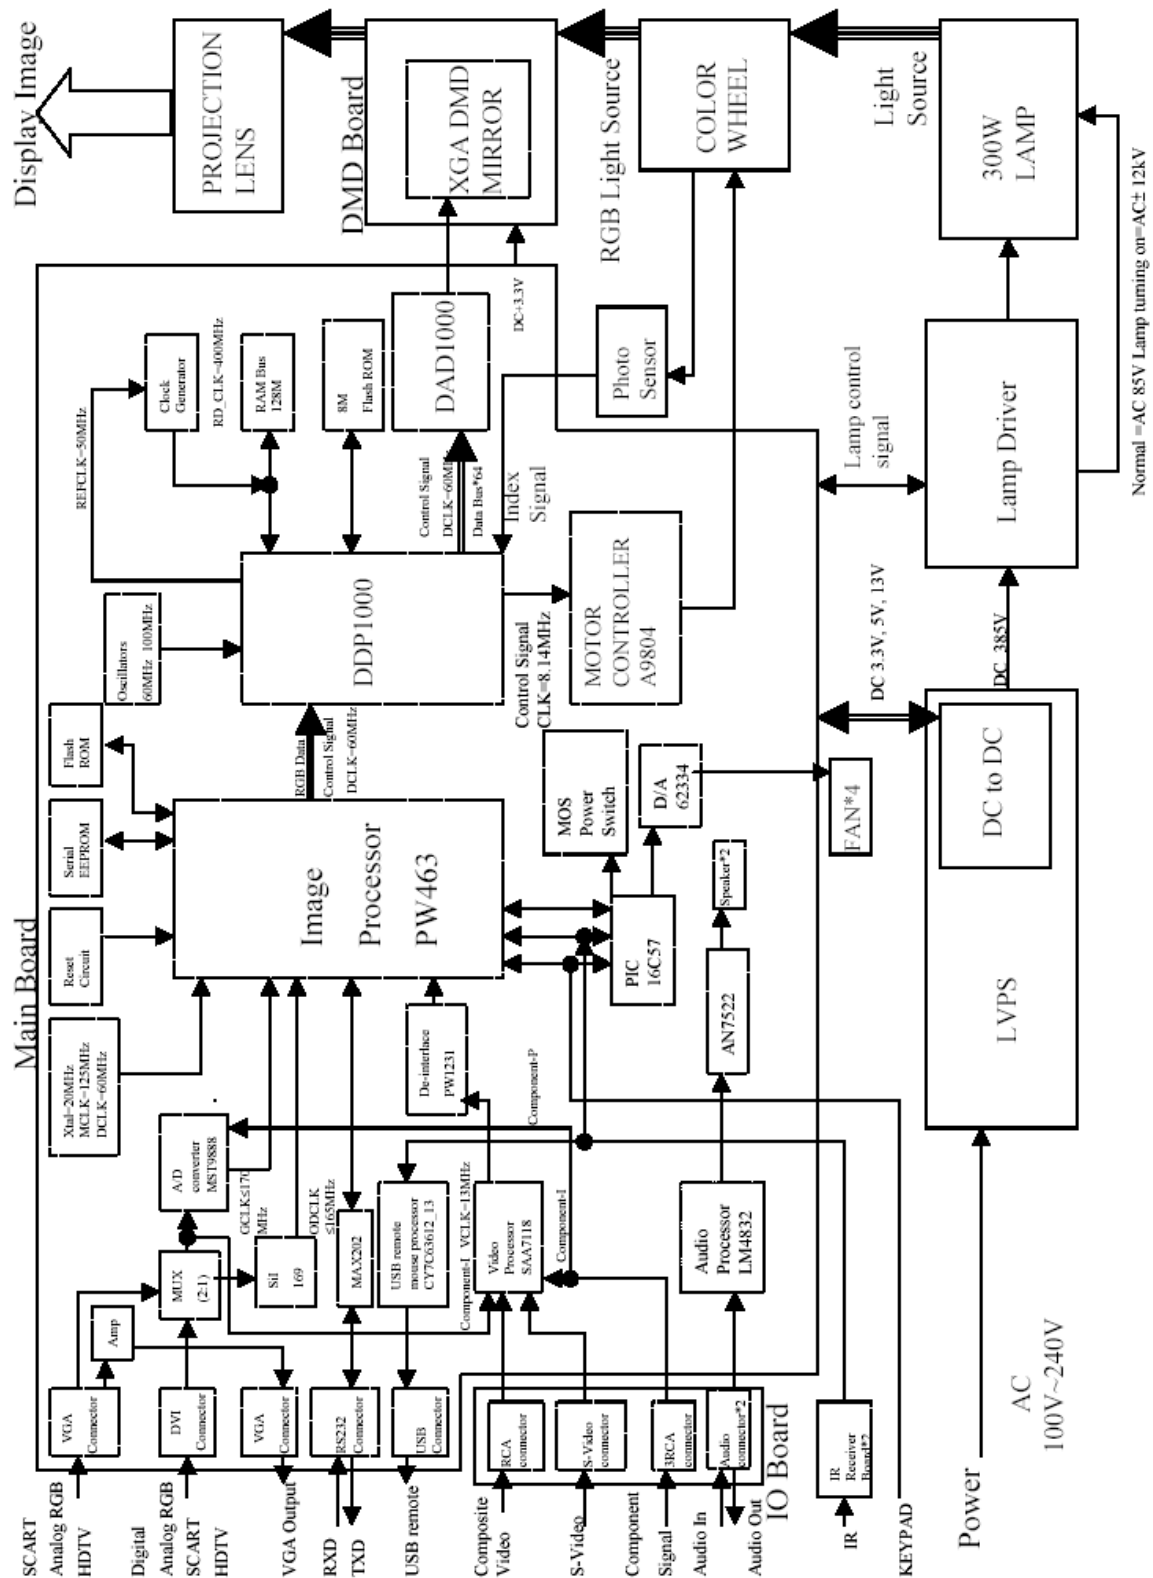 SCART
Analog RGB
HDTV
Digital
Analog RGB
SCART
HDTV
VGA Output
RXD
TXD
USB remote
Composite
Video
S-Video
Component
Signal
Audio In
Audio Out
IR
KEYPAD
Power
AC
100V~240V
Main Board
VGA
Connector
DVI
Connector
VGA
Connector
RS232
Connector
USB
Connector
RCA
connector
S-Video
connector
3RCA
connector
Audio
connector*2
IO Board
IR
Receiver
Board*2
Amp
MUX
(2:1)
SiI
169
MAX202
USB remote
mouse processor
CY7C63612_13
Component-I
VCLK=13MHz
Video
Processor
SAA7118
Component-I
Component-P
Audio
Processor
LM4832
A/D
converter
MST9888
GCLK≤170
MHz
ODCLK
≤165MHz
De-interlace
PW1231
Xtal=20MHz
MCLK=125MHz
DCLK=60MHz
Reset
Circuit
Serial
EEPROM
Flash
ROM
Image
Processor
PW463
PIC
16C57
MOS
Power
Switch
D/A
62334
AN7522
Speaker*2
FAN*4
RGB Data
Control Signal
DCLK=60MHz
Oscillators
60MHz 100MHz
DDP1000
REFCLK=50MHz
Clock
Generator
RD_CLK=400MHz
RAM Bus
128M
8M
Flash ROM
DAD1000
Control Signal
DCLK=60MHz
Data Bus*64
Index
Signal
Control Signal
CLK=8.14MHz
MOTOR
CONTROLLER
A9804
Photo
Sensor
DC+3.3V
Display Image
PROJECTION
LENS
DMD Board
XGA DMD
MIRROR
RGB Light Source
COLOR
WHEEL
Light
Source
300W
LAMP
Lamp control
signal
Lamp Driver
Normal =AC 85V Lamp turning on=AC± 12kV
DC 3.3V, 5V, 13V
DC 385V
DC to DC
LVPS